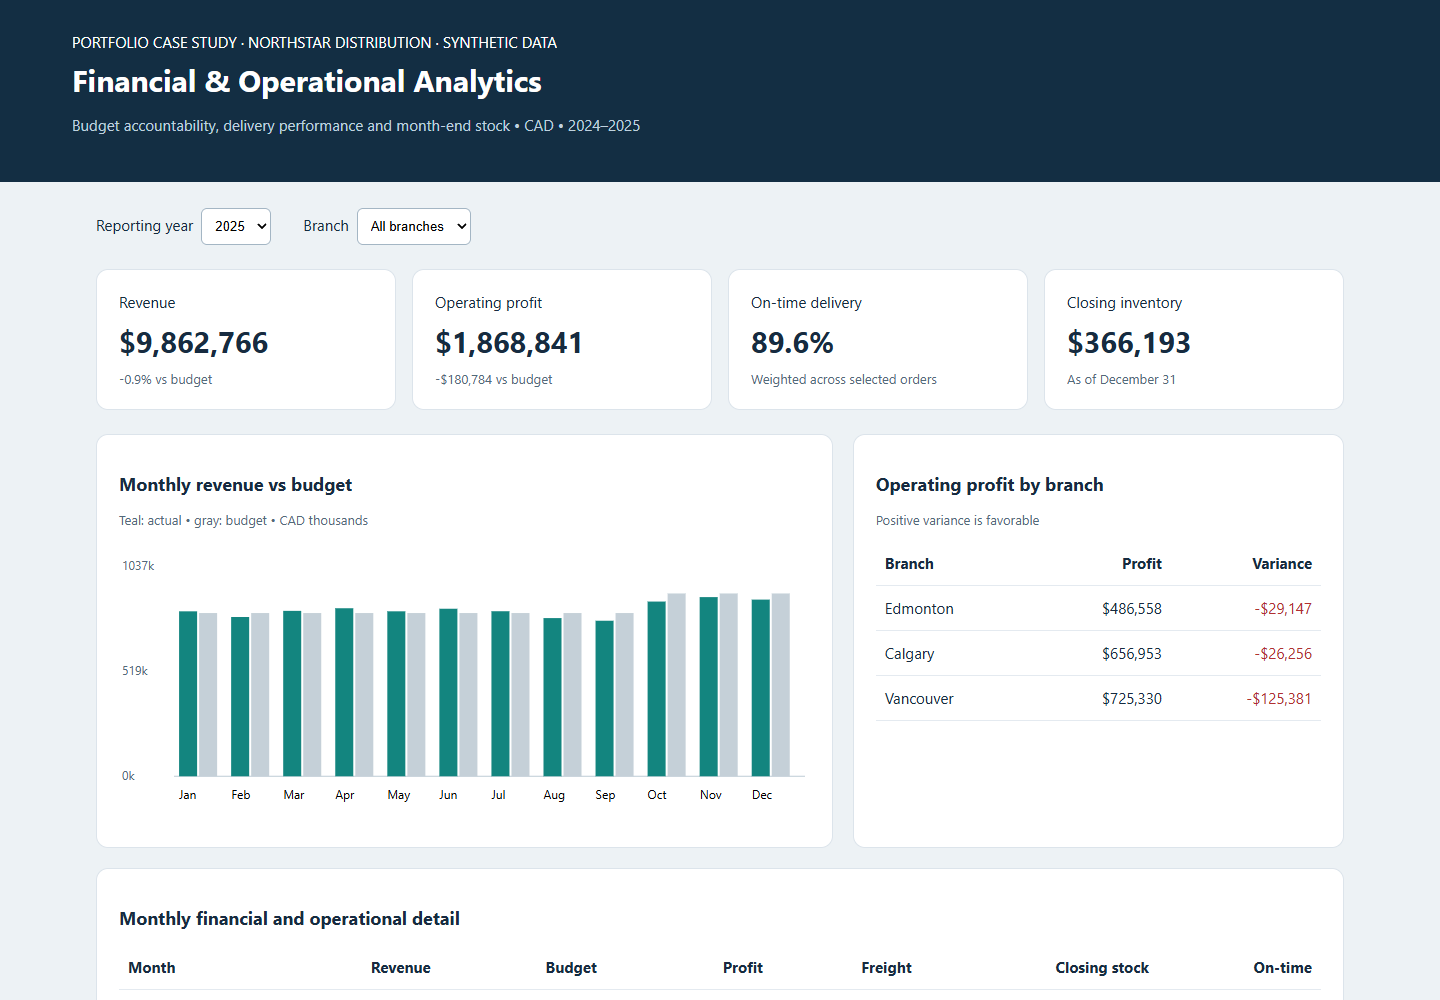 PORTFOLIO CASE STUDY · NORTHSTAR DISTRIBUTION · SYNTHETIC DATA
Financial & Operational Analytics
Budget accountability, delivery performance and month-end stock • CAD • 2024–2025
Reporting year 2025 Branch All branches
Revenue
$9,862,766
-0.9% vs budget
Operating profit
$1,868,841
-$180,784 vs budget
On-time delivery
89.6%
Weighted across selected orders
Closing inventory
$366,193
As of December 31
Monthly revenue vs budget
Teal: actual • gray: budget • CAD thousands
1037k
519k
0k
Jan Feb Mar Apr May Jun Jul Aug Sep Oct Nov Dec
Operating profit by branch
Positive variance is favorable
Branch Profit Variance
Edmonton $486,558 -$29,147
Calgary $656,953 -$26,256
Vancouver $725,330 -$125,381
Monthly financial and operational detail
Month Revenue Budget Profit Freight Closing stock On-time